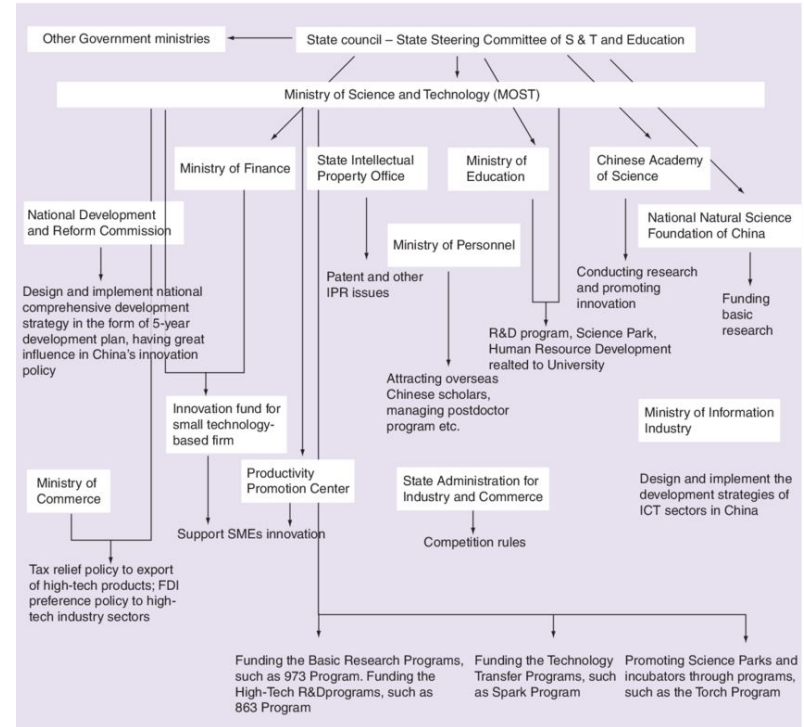 Other Government ministries
State council – State Steering Committee of S & T and Education
Ministry of Science and Technology (MOST)
Ministry of Finance
State Intellectual
Property Office
Ministry of
Education
Chinese Academy
of Science
National Development
and Reform Commission
National Natural Science
Foundation of China
Ministry of Personnel
Design and implement national
comprehensive development
strategy in the form of 5-year
development plan, having great
influence in China's innovation
policy
Patent and other
IPR issues
Conducting research
and promoting
innovation
Funding
basic
research
R&D program, Science Park,
Human Resource Development
realted to University
Attracting overseas
Chinese scholars,
managing postdoctor
program etc.
Innovation fund for
small technology-
based firm
Ministry of Information
Industry
Ministry of
Commerce
Productivity
Promotion Center
State Administration for
Industry and Commerce
Design and implement the
development strategies of
ICT sectors in China
Support SMEs innovation
Competition rules
Tax relief policy to export
of high-tech products; FDI
preference policy to high-
tech industry sectors
Funding the Basic Research Programs,
such as 973 Program. Funding the
High-Tech R&Dprograms, such as
863 Program
Funding the Technology
Transfer Programs, such
as Spark Program
Promoting Science Parks and
incubators through programs,
such as the Torch Program